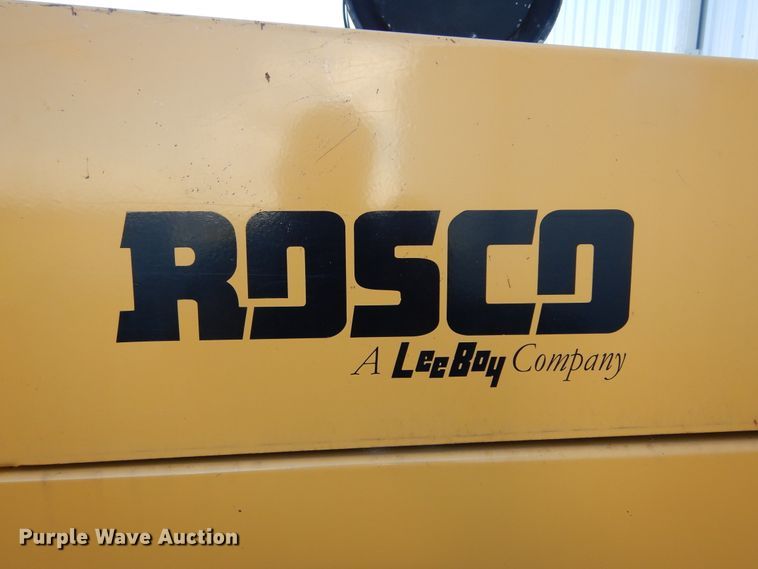 ROSCO
A LeeBoy Company
Purple Wave Auction